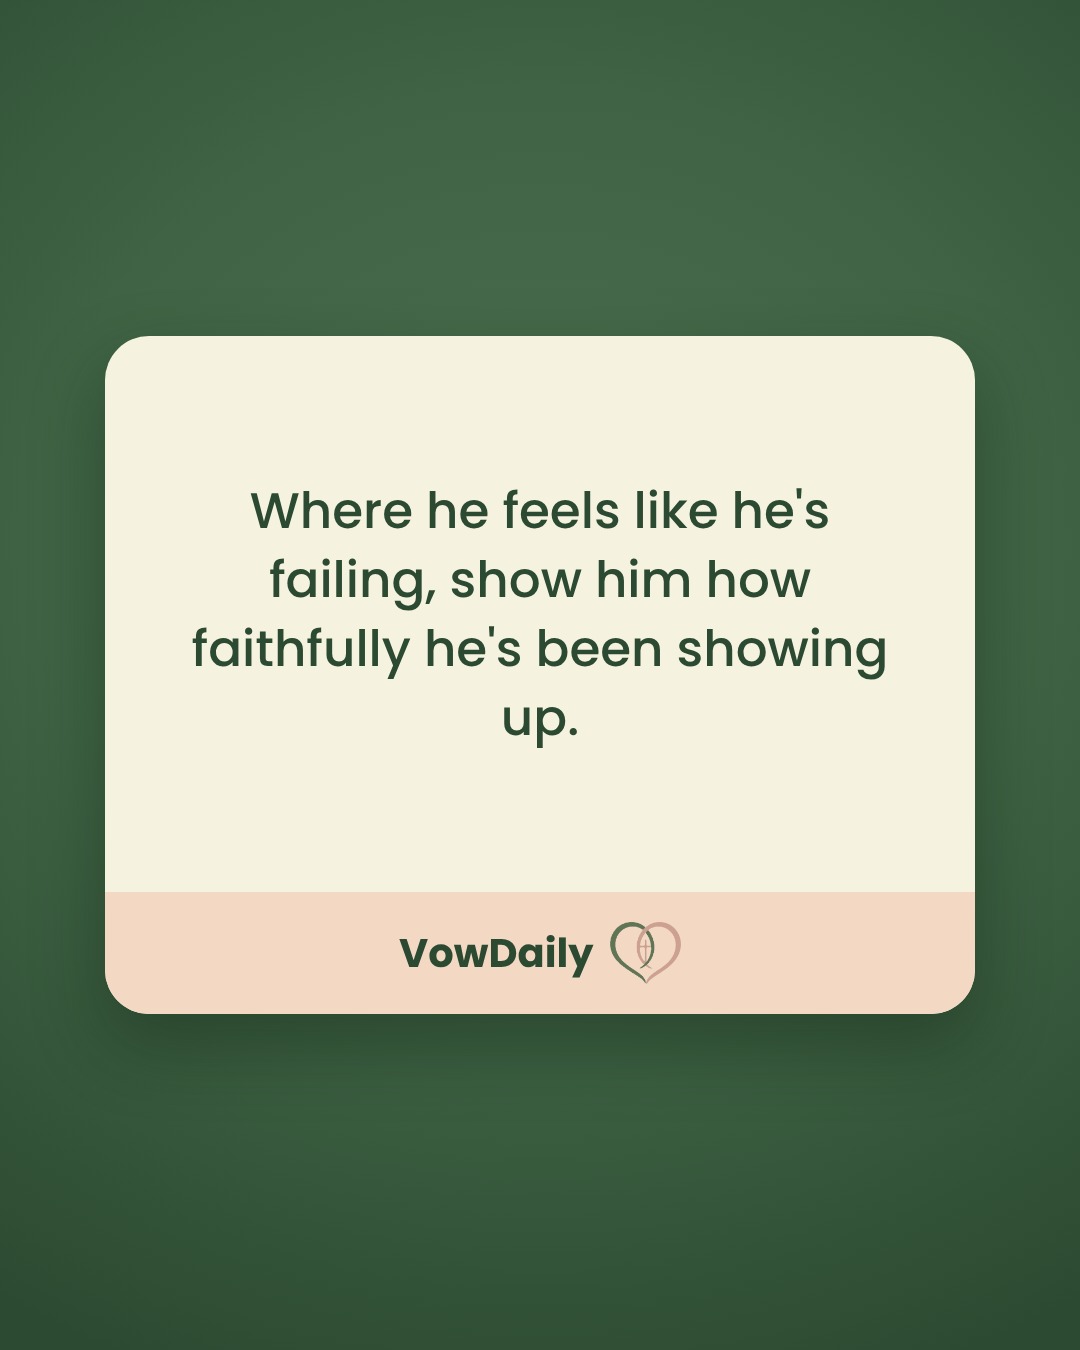 Where he feels like he's
failing, show him how
faithfully he's been showing
up.
VowDaily